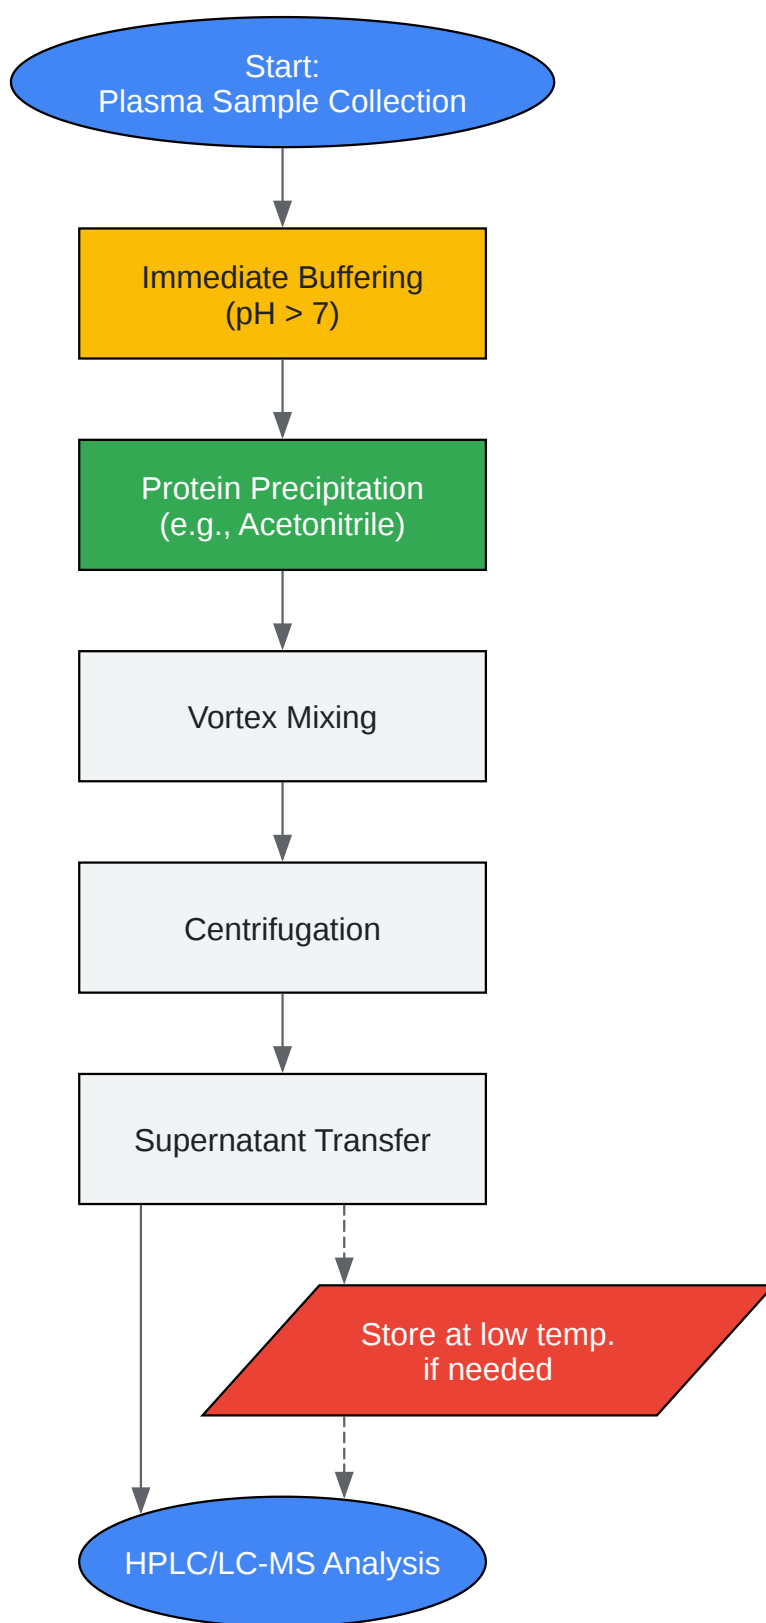 Start:
Plasma Sample Collection
Immediate Buffering
(pH > 7)
Protein Precipitation
(e.g., Acetonitrile)
Vortex Mixing
Centrifugation
Supernatant Transfer
Store at low temp.
if needed
HPLC/LC-MS Analysis